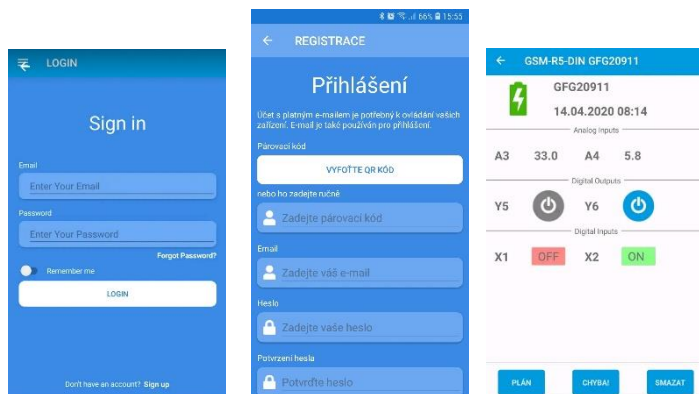 LOGIN
Sign in
Email
Enter Your Email
Password
Enter Your Password
Forgot Password?
Remember me
LOGIN
Don't have an account? Sign up
66% 15:55
REGISTRACE
Přihlášení
Účet s platným e-mailem je potřebný k ovládání vašich
zařízení. E-mail je také používán pro přihlášení.
Párovací kód
VYFOŤTE QR KÓD
nebo ho zadejte ručně
Zadejte párovací kód
Email
Zadejte váš e-mail
Heslo
Zadejte vaše heslo
Potvrzení hesla
Potvrďte heslo
GSM-R5-DIN GFG20911
GFG20911
14.04.2020 08:14
Analog Inputs
A3 33.0 A4 5.8
Digital Outputs
Y5 Y6
Digital Inputs
X1 OFF X2 ON
PLÁN CHYBAI SMAZAT